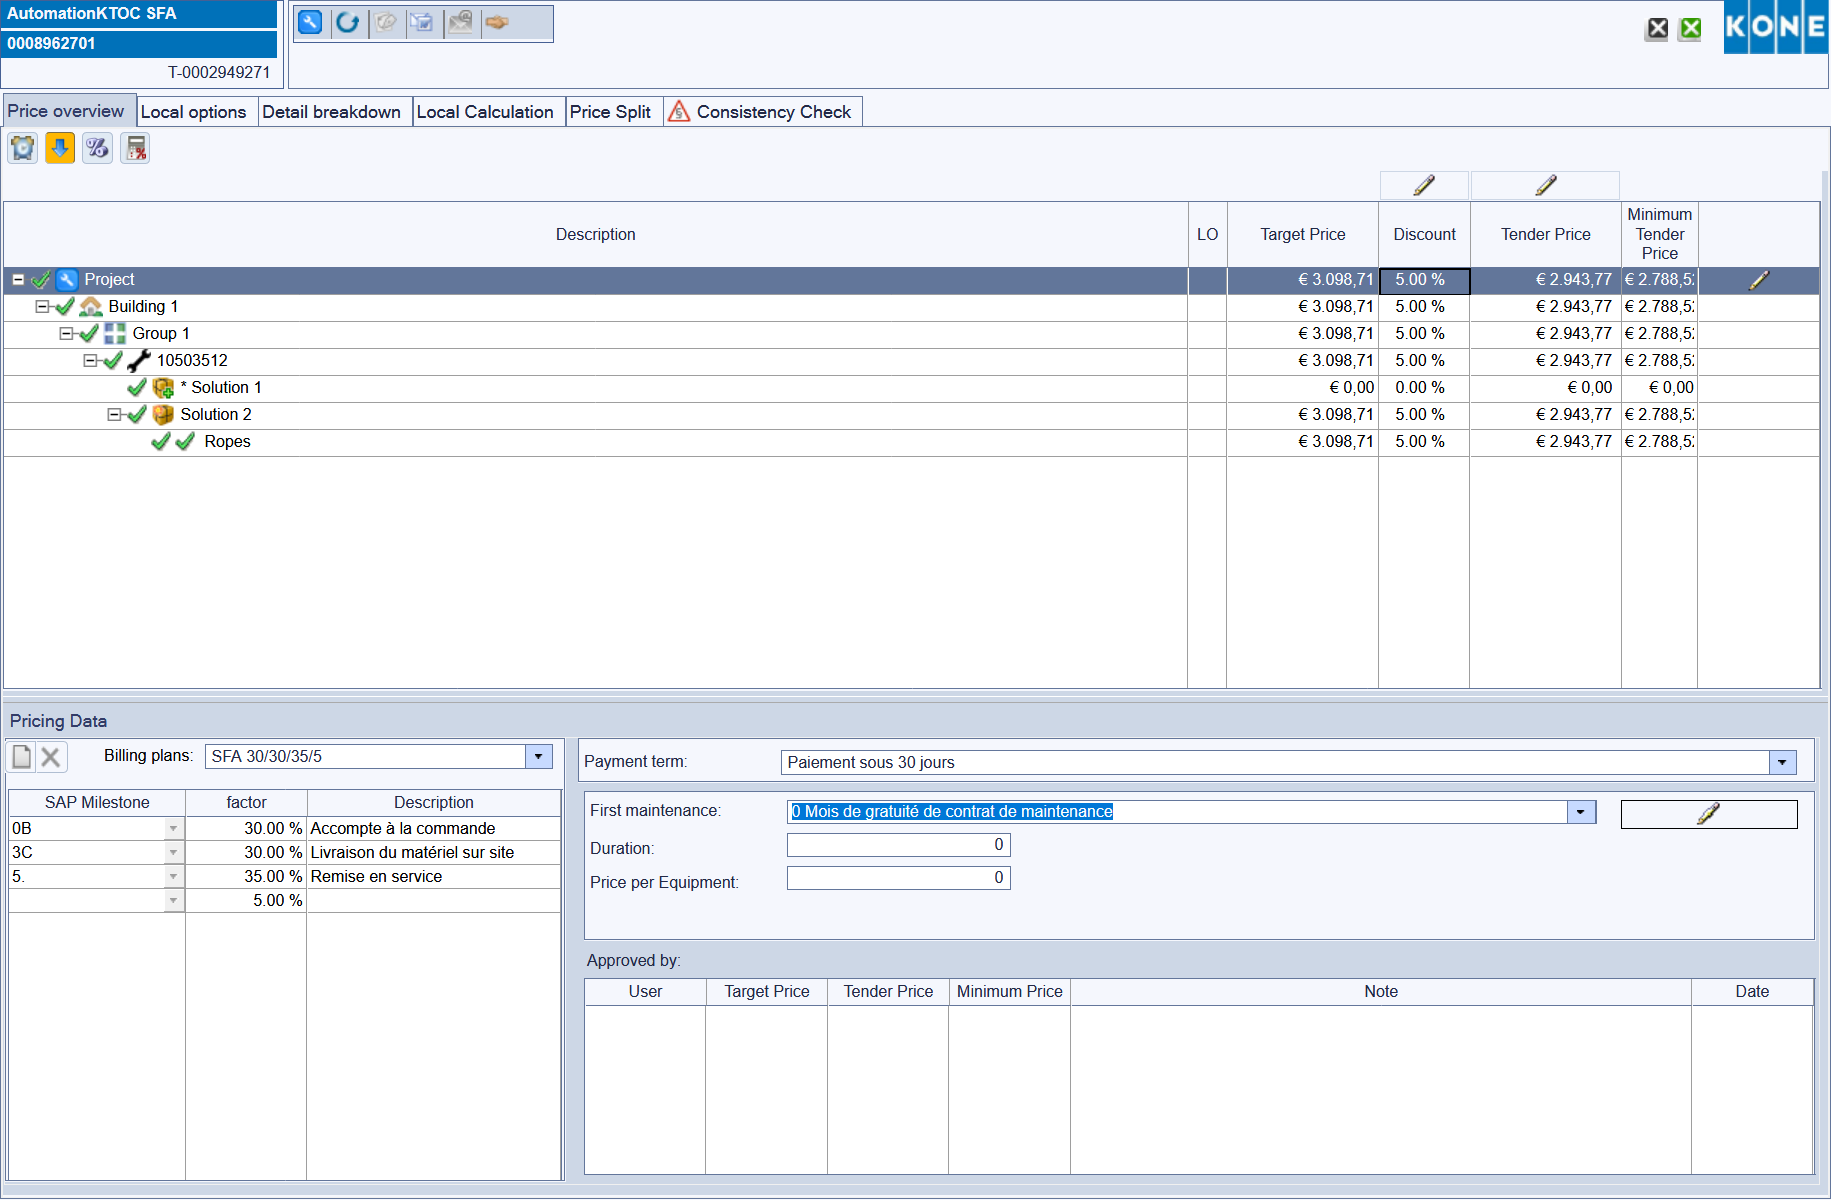 AutomationKTOC SFA
0008962701
T-0002949271
KONE
Price overview Local options Detail breakdown Local Calculation Price Split Consistency Check
Description LO Target Price Discount Tender Price Minimum Tender Price
Project € 3.098,71 5.00 % € 2.943,77 € 2.788,5
Building 1 € 3.098,71 5.00 % € 2.943,77 € 2.788,5
Group 1 € 3.098,71 5.00 % € 2.943,77 € 2.788,5
10503512 € 3.098,71 5.00 % € 2.943,77 € 2.788,5
* Solution 1 € 0,00 0.00 % € 0,00 € 0,00
Solution 2 € 3.098,71 5.00 % € 2.943,77 € 2.788,5
Ropes € 3.098,71 5.00 % € 2.943,77 € 2.788,5
Pricing Data
Billing plans: SFA 30/30/35/5
SAP Milestone factor Description
0B 30.00 % Accompte à la commande
3C 30.00 % Livraison du matériel sur site
5. 35.00 % Remise en service
5.00 %
Payment term: Paiement sous 30 jours
First maintenance: 0 Mois de gratuité de contrat de maintenance
Duration: 0
Price per Equipment: 0
Approved by:
User Target Price Tender Price Minimum Price Note Date